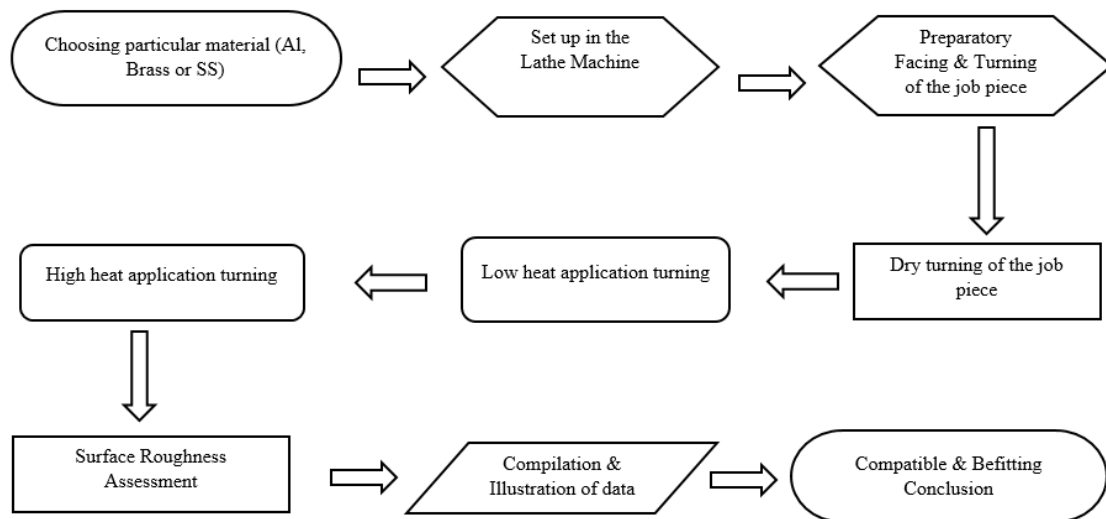 Choosing particular material (Al,
Brass or SS)
Set up in the
Lathe Machine
Preparatory
Facing & Turning
of the job piece
Dry turning of the job
piece
Low heat application turning
High heat application turning
Surface Roughness
Assessment
Compilation &
Illustration of data
Compatible & Befitting
Conclusion